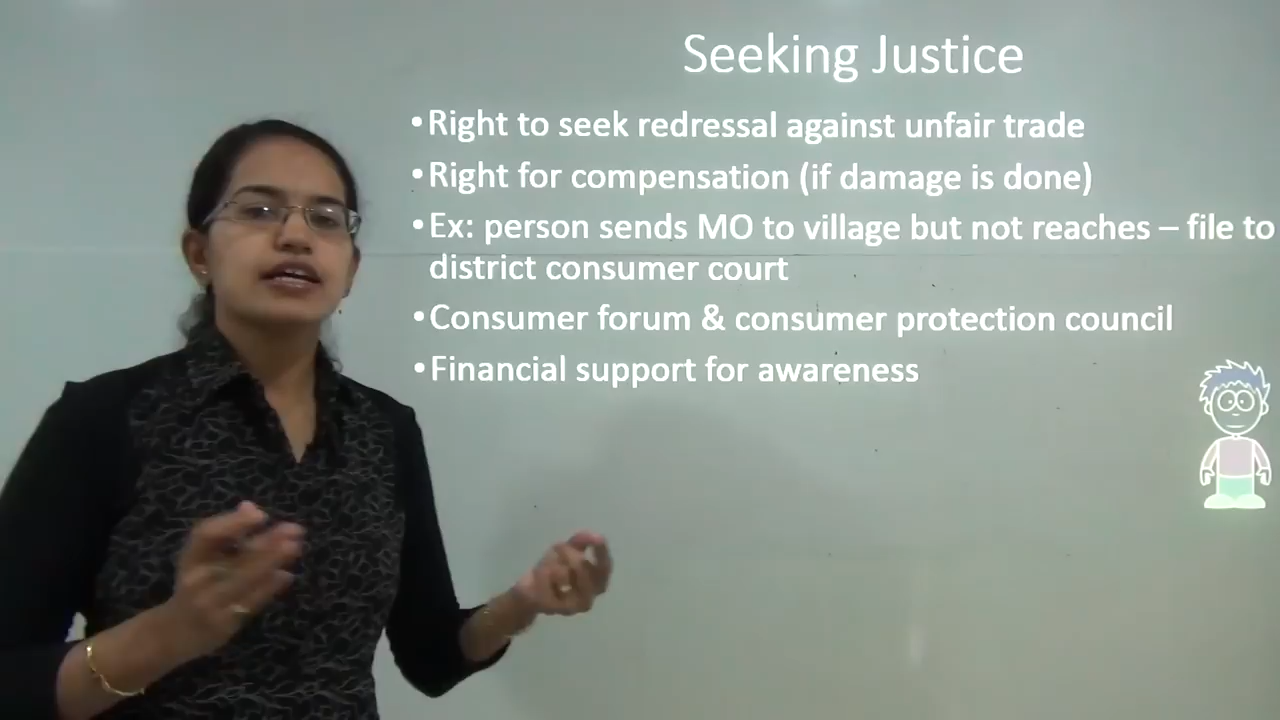 Seeking Justice
•Right to seek redressal against unfair trade
•Right for compensation (if damage is done)
•Ex: person sends MO to village but not reaches – file to
district consumer court
•Consumer forum & consumer protection council
•Financial support for awareness